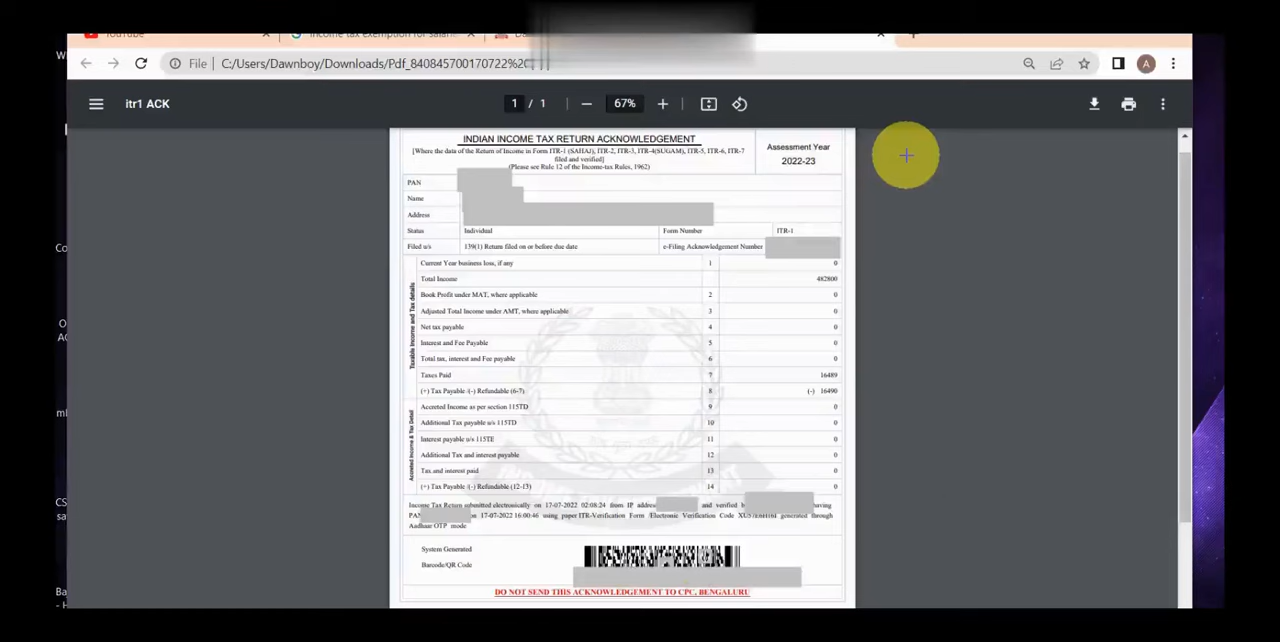 YouTube
Income tax exemption for salari
File C:/Users/Dawnboy/Downloads/Pdf_840845700170722%2C
A
itr1 ACK
1 / 1
67%
INDIAN INCOME TAX RETURN ACKNOWLEDGEMENT
[Where the data of the Return of Income in Form ITR-1 (SAHAJ), ITR-2, ITR-3, ITR-4(SUGAM), ITR-5, ITR-6, ITR-7
filed and verified]
(Please see Rule 12 of the Income-tax Rules, 1962)
Assessment Year
2022-23
PAN
Name
Address
Status Individual Form Number ITR-1
Filed u/s 139(1) Return filed on or before due date e-Filing Acknowledgement Number
Taxable Income and Tax details
Current Year business loss, if any 1 0
Total Income 482800
Book Profit under MAT, where applicable 2 0
Adjusted Total Income under AMT, where applicable 3 0
Net tax payable 4 0
Interest and Fee Payable 5 0
Total tax, interest and Fee payable 6 0
Taxes Paid 7 16489
(+) Tax Payable /(-) Refundable (6-7) 8 (-) 16490
Accreted Income & Tax Detail
Accreted Income as per section 115TD 9 0
Additional Tax payable u/s 115TD 10 0
Interest payable u/s 115TE 11 0
Additional Tax and interest payable 12 0
Tax and interest paid 13 0
(+) Tax Payable /(-) Refundable (12-13) 14 0
Income Tax Return submitted electronically on 17-07-2022 02:08:24 from IP address and verified by having
PAN on 17-07-2022 16:00:46 using paper ITR-Verification Form /Electronic Verification Code generated through
Aadhaar OTP mode
System Generated
Barcode/QR Code
DO NOT SEND THIS ACKNOWLEDGEMENT TO CPC, BENGALURU